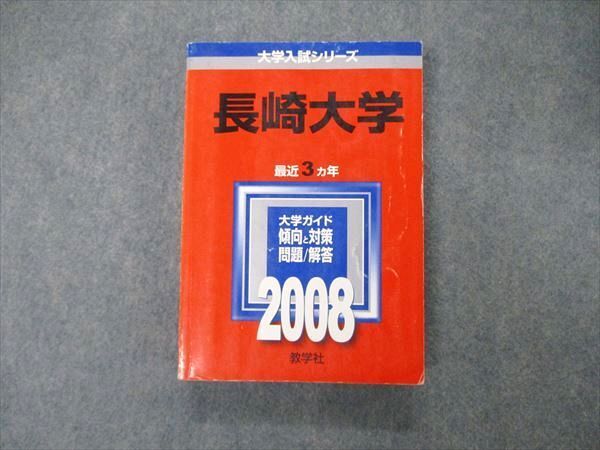 大学入試シリーズ
長崎大学
最近3ヵ年
大学ガイド
傾向と対策
問題/解答
2008
教学社